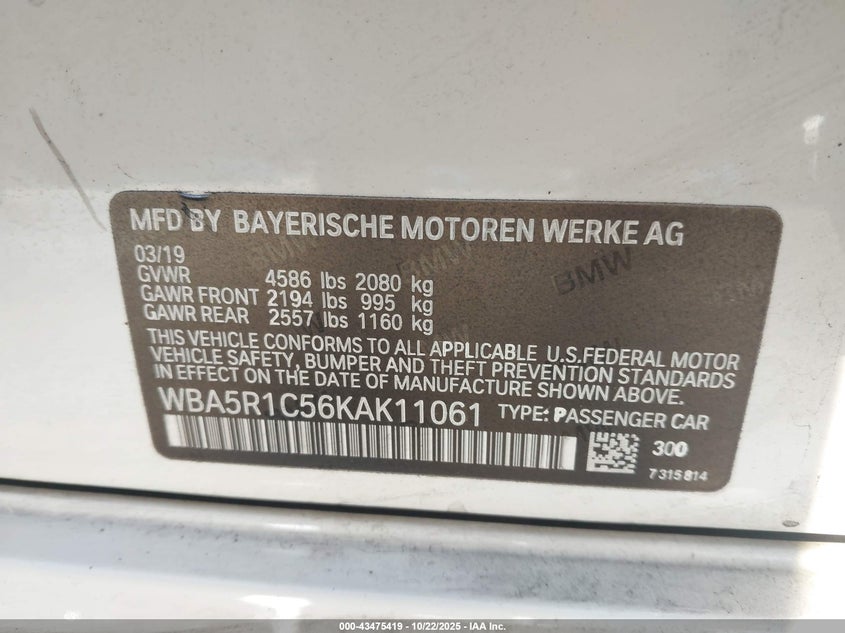 MFD BY BAYERISCHE MOTOREN WERKE AG
03/19
GVWR 4586 lbs 2080 kg
GAWR FRONT 2194 lbs 995 kg
GAWR REAR 2557 lbs 1160 kg
THIS VEHICLE CONFORMS TO ALL APPLICABLE U.S.FEDERAL MOTOR
VEHICLE SAFETY, BUMPER AND THEFT PREVENTION STANDARDS
IN EFFECT ON THE DATE OF MANUFACTURE SHOWN ABOVE.
WBA5R1C56KAK11061 TYPE: PASSENGER CAR
300
7315814
BMW
000-43475419 - 10/22/2025 - IAA Inc.